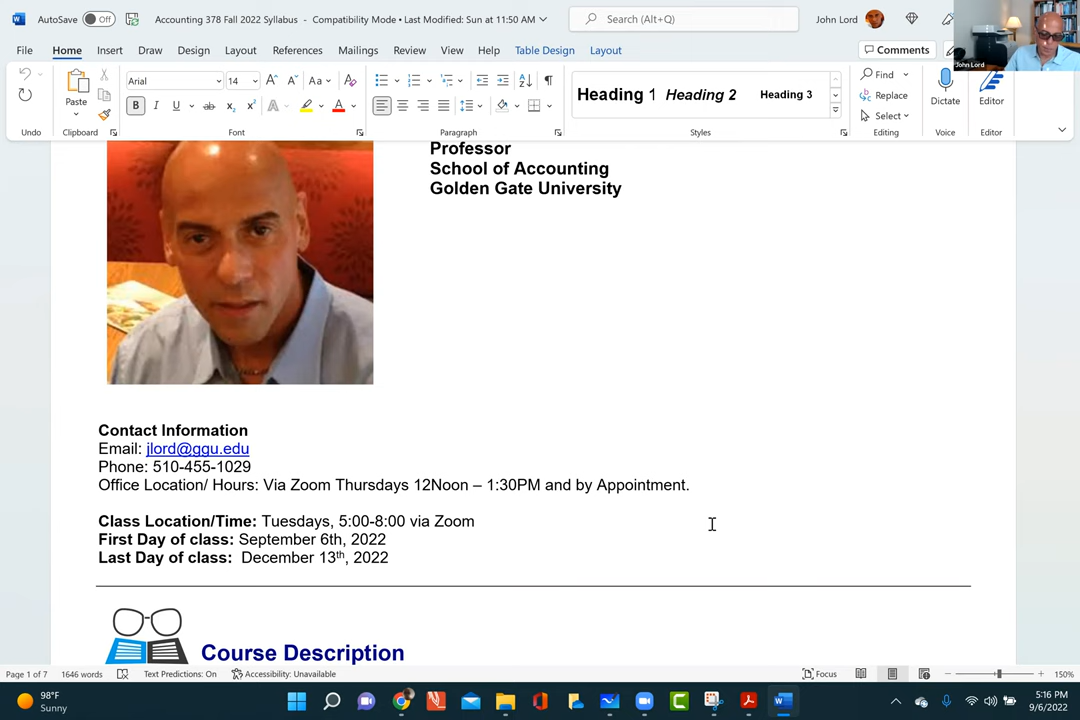 AutoSave Off Accounting 378 Fall 2022 Syllabus - Compatibility Mode • Last Modified: Sun at 11:50 AM Search (Alt+Q) John Lord
File Home Insert Draw Design Layout References Mailings Review View Help Table Design Layout Comments
John Lord
Paste Arial 14 Heading 1 Heading 2 Heading 3 Find Replace Select Dictate Editor
Undo Clipboard Font Paragraph Styles Editing Voice Editor
Professor
School of Accounting
Golden Gate University
Contact Information
Email: jlord@ggu.edu
Phone: 510-455-1029
Office Location/ Hours: Via Zoom Thursdays 12Noon – 1:30PM and by Appointment.
Class Location/Time: Tuesdays, 5:00-8:00 via Zoom
First Day of class: September 6th, 2022
Last Day of class: December 13th, 2022
Course Description
Page 1 of 7 1646 words Text Predictions: On Accessibility: Unavailable Focus 150%
98°F
Sunny
5:16 PM
9/6/2022